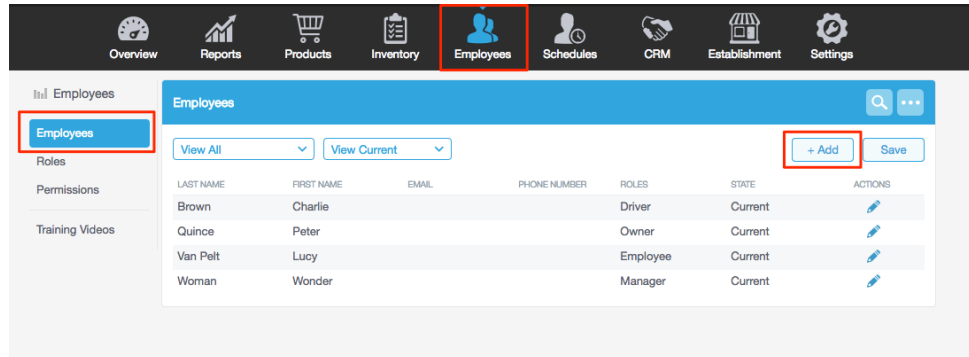 Overview Reports Products Inventory Employees Schedules CRM Establishment Settings
Employees
Employees
Roles
Permissions
Training Videos
Employees
View All View Current + Add Save
LAST NAME FIRST NAME EMAIL PHONE NUMBER ROLES STATE ACTIONS
Brown Charlie Driver Current
Quince Peter Owner Current
Van Pelt Lucy Employee Current
Woman Wonder Manager Current